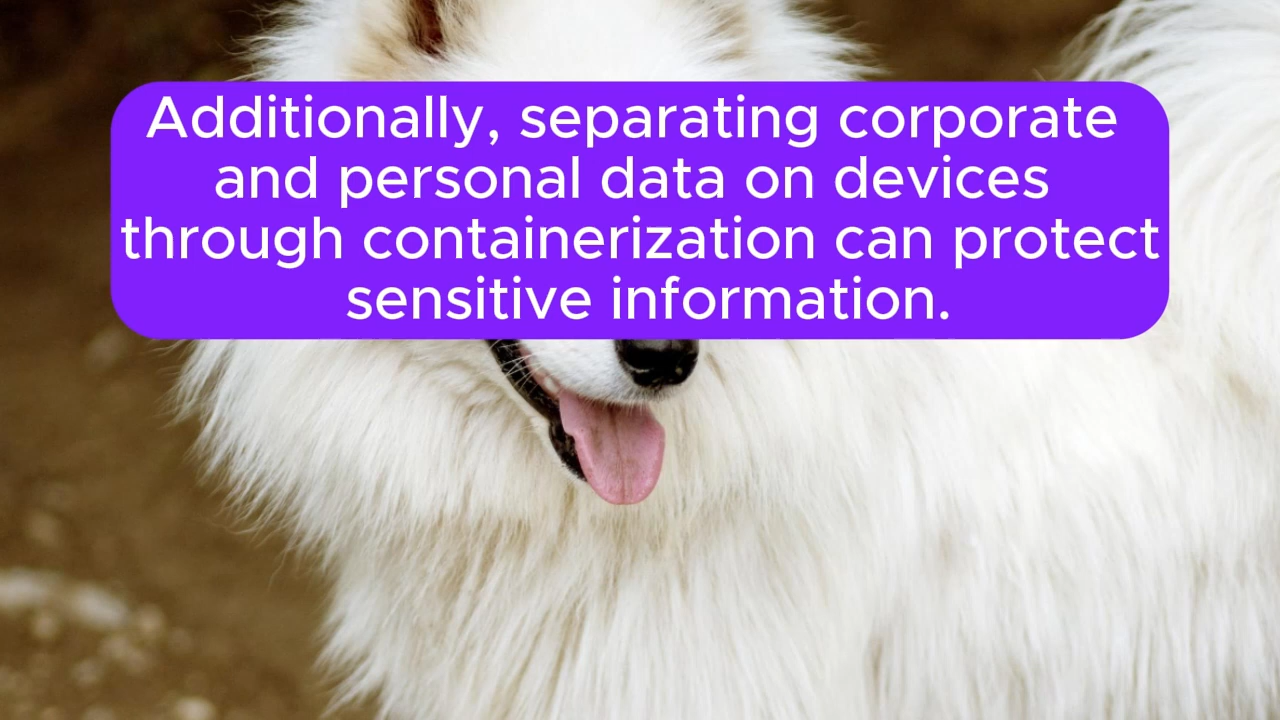 Additionally, separating corporate
and personal data on devices
through containerization can protect
sensitive information.